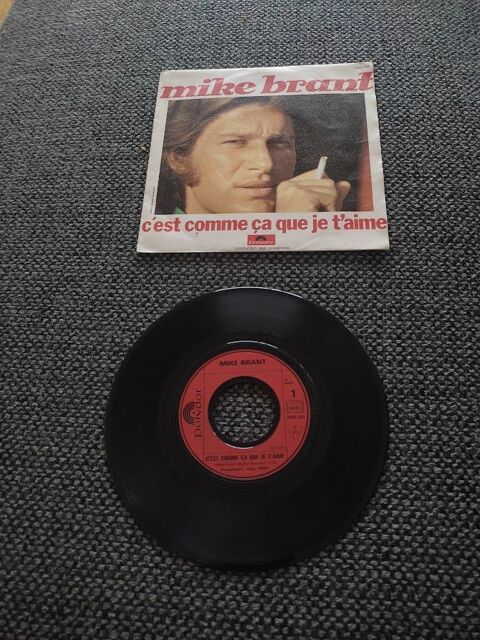 mike brant
c'est comme ça que je t'aime
Polydor
MIKE BRANT
Polydor
1
C'EST COMME ÇA QUE JE T'AIME